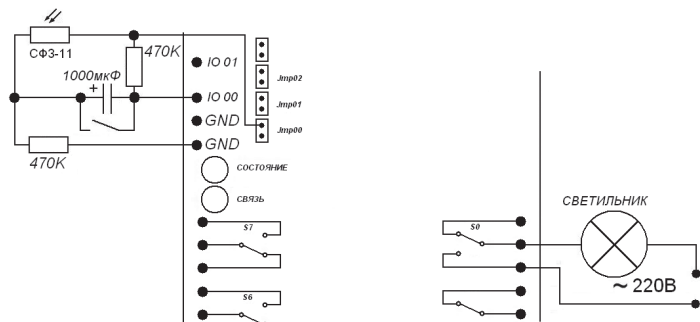 СФЗ-11
470K
1000мкФ
+
IO 01
IO 00
GND
GND
470K
Jmp02
Jmp01
Jmp00
СОСТОЯНИЕ
СВЯЗЬ
S7
S6
S0
СВЕТИЛЬНИК
~220В